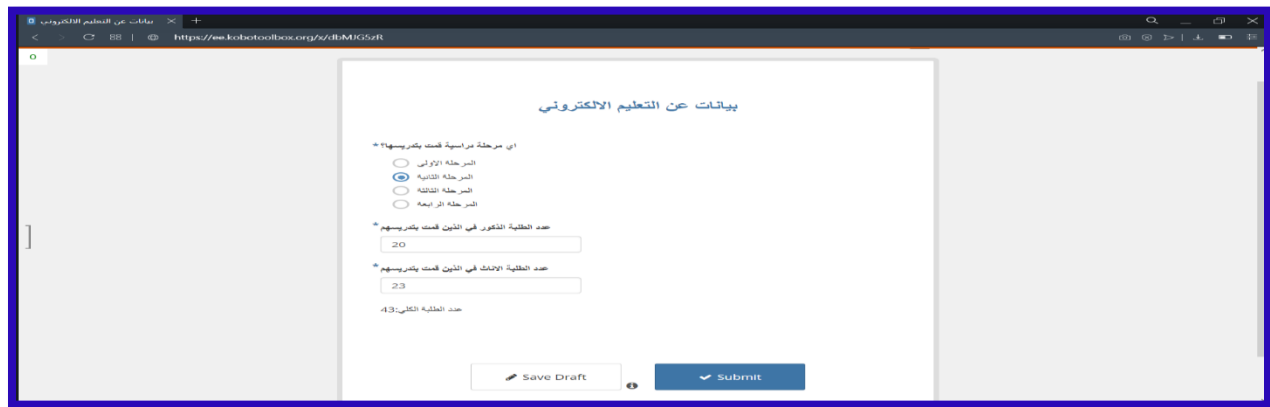 بيانات عن التعليم الالكتروني
https://ee.kobotoolbox.org/x/dbMJG5zR
0
بيانات عن التعليم الالكتروني
اي مرحلة دراسية قمت بتدريسها؟*
المرحلة الاولى
المرحلة الثانية
المرحلة الثالثة
المرحلة الرابعة
عدد الطلبة الذكور في الذين قمت بتدريسهم*
20
عدد الطلبة الاناث في الذين قمت بتدريسهم*
23
عدد الطلبة الكلي:43
Save Draft
Submit